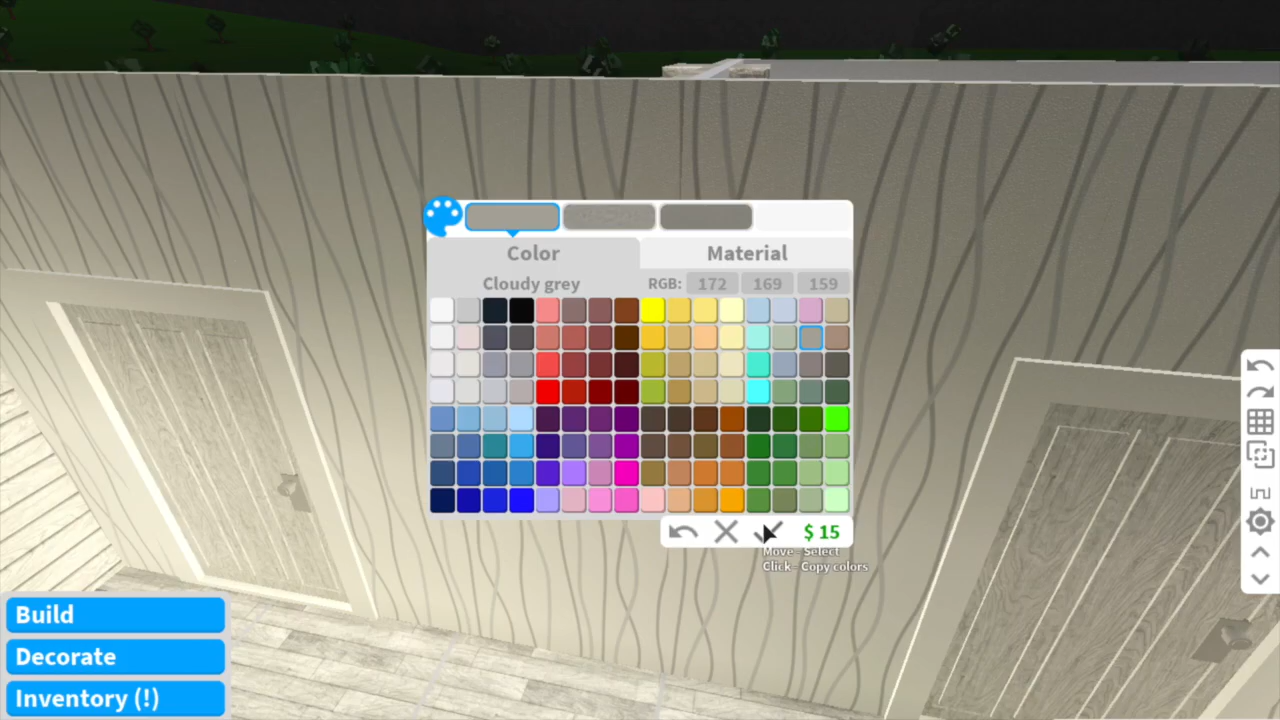 Color
Material
Cloudy grey
RGB: 172 169 159
$ 15
Move - Select
Click - Copy colors
Build
Decorate
Inventory (!)